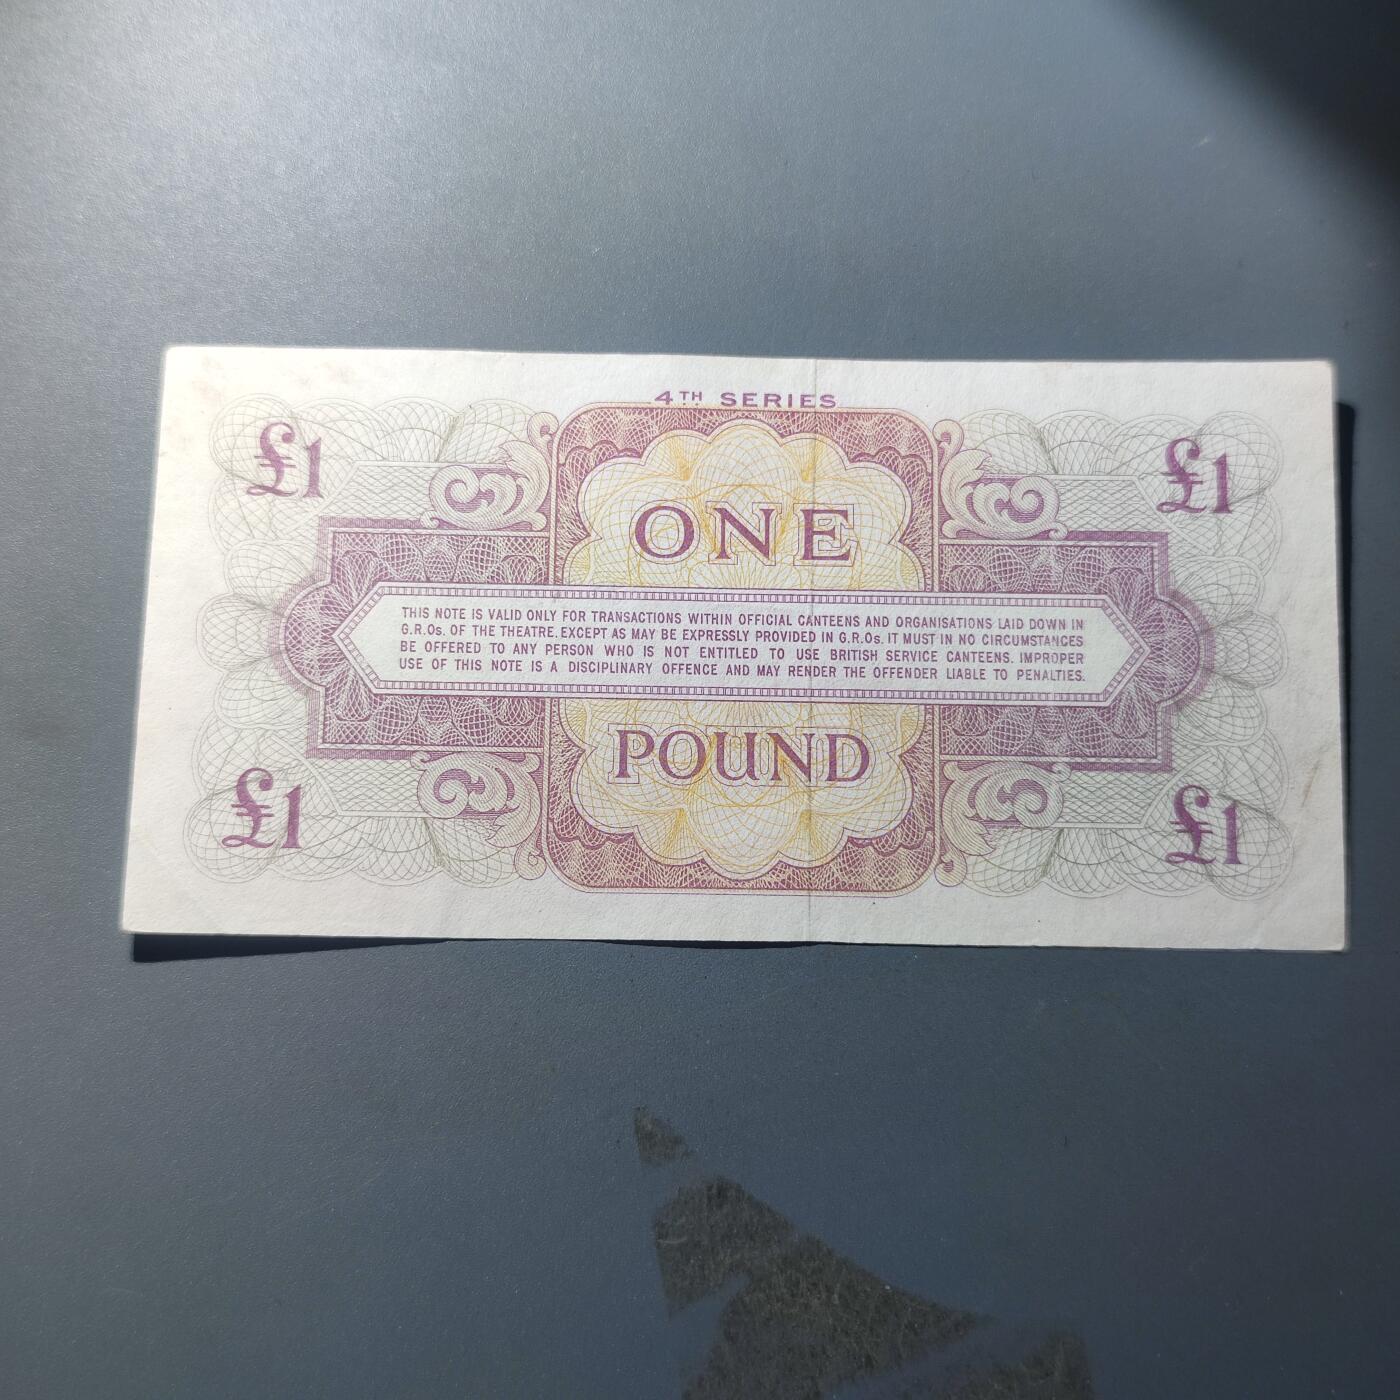 4TH SERIES
£1 £1
ONE
THIS NOTE IS VALID ONLY FOR TRANSACTIONS WITHIN OFFICIAL CANTEENS AND ORGANISATIONS LAID DOWN IN
G.R.Os. OF THE THEATRE. EXCEPT AS MAY BE EXPRESSLY PROVIDED IN G.R.Os. IT MUST IN NO CIRCUMSTANCES
BE OFFERED TO ANY PERSON WHO IS NOT ENTITLED TO USE BRITISH SERVICE CANTEENS. IMPROPER
USE OF THIS NOTE IS A DISCIPLINARY OFFENCE AND MAY RENDER THE OFFENDER LIABLE TO PENALTIES.
POUND
£1 £1